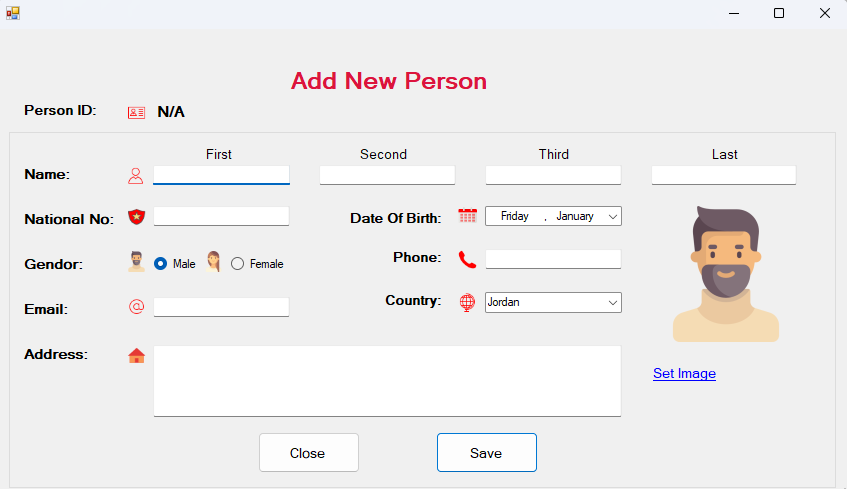 Add New Person
Person ID: N/A
First Second Third Last
Name:
National No: Date Of Birth: Friday , January
Gendor: Male Female Phone:
Email: Country: Jordan
Address:
Set Image
Close Save